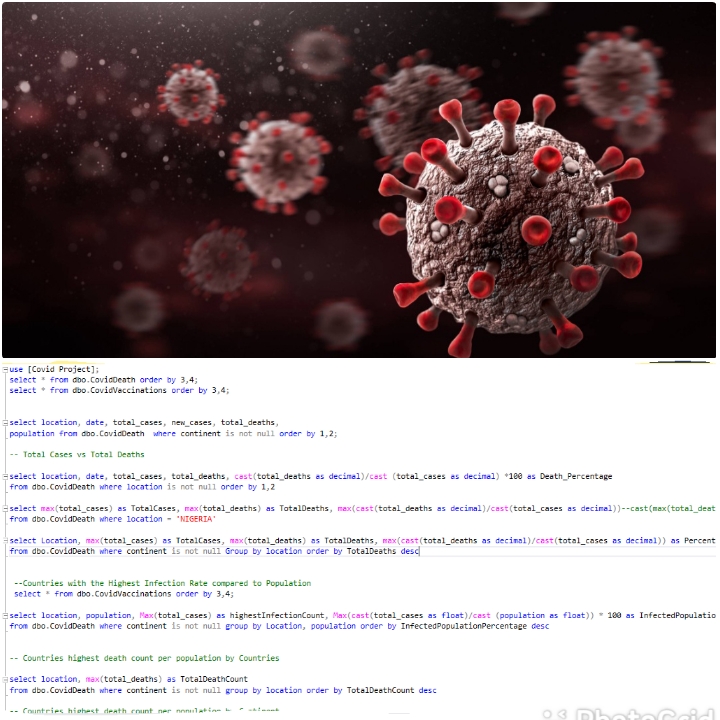 use [Covid Project];
select * from dbo.CovidDeath order by 3,4;
select * from dbo.CovidVaccinations order by 3,4;
select location, date, total_cases, new_cases, total_deaths,
population from dbo.CovidDeath  where continent is not null order by 1,2;
-- Total Cases vs Total Deaths
select location, date, total_cases, total_deaths, cast(total_deaths as decimal)/cast (total_cases as decimal) *100 as Death_Percentage
from dbo.CovidDeath where location is not null order by 1,2
select max(total_cases) as TotalCases, max(total_deaths) as TotalDeaths, max(cast(total_deaths as decimal)/cast(total_cases as decimal))--cast(max(total_deat
from dbo.CovidDeath where location = 'NIGERIA'
select Location, max(total_cases) as TotalCases, max(total_deaths) as TotalDeaths, max(cast(total_deaths as decimal)/cast(total_cases as decimal)) as Percent
from dbo.CovidDeath where continent is not null Group by location order by TotalDeaths desc
--Countries with the Highest Infection Rate compared to Population
select * from dbo.CovidVaccinations order by 3,4;
select location, population, Max(total_cases) as highestInfectionCount, Max(cast(total_cases as float)/cast (population as float)) * 100 as InfectedPopulatio
from dbo.CovidDeath where continent is not null group by Location, population order by InfectedPopulationPercentage desc
-- Countries highest death count per population by Countries
select location, max(total_deaths) as TotalDeathCount
from dbo.CovidDeath where continent is not null group by location order by TotalDeathCount desc
-- Countries highest death count per population by
PhotoGrid